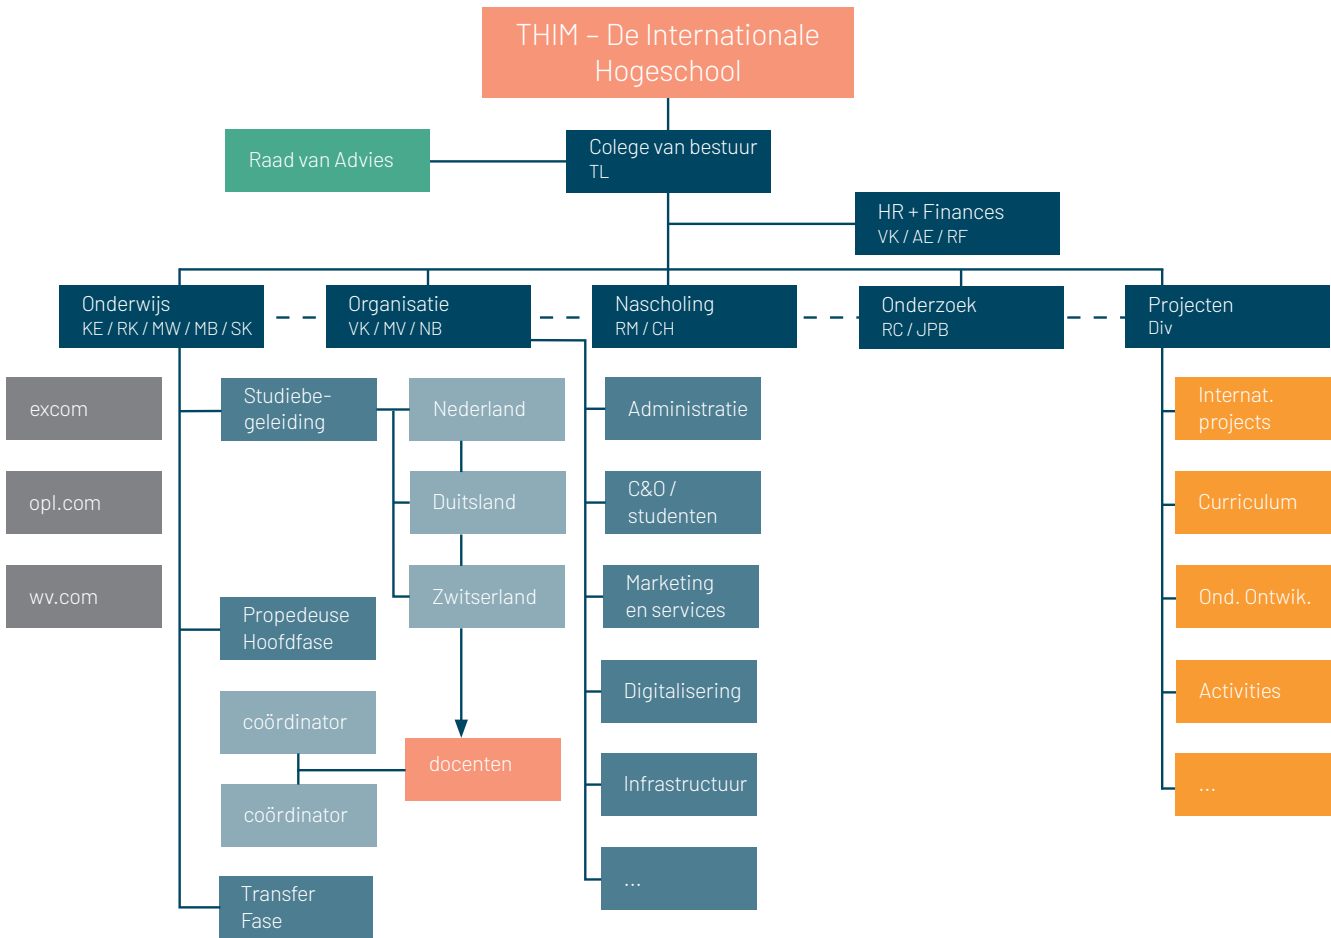 THIM – De Internationale
Hogeschool
Raad van Advies
Colege van bestuur
TL
HR + Finances
VK / AE / RF
Onderwijs
KE / RK / MW / MB / SK
Organisatie
VK / MV / NB
Nascholing
RM / CH
Onderzoek
RC / JPB
Projecten
Div
excom
opl.com
wv.com
Studiebe-
geleiding
Propedeuse
Hoofdfase
coördinator
coördinator
Transfer
Fase
Nederland
Duitsland
Zwitserland
docenten
Administratie
C&O /
studenten
Marketing
en services
Digitalisering
Infrastructuur
...
Internat.
projects
Curriculum
Ond. Ontwik.
Activities
...